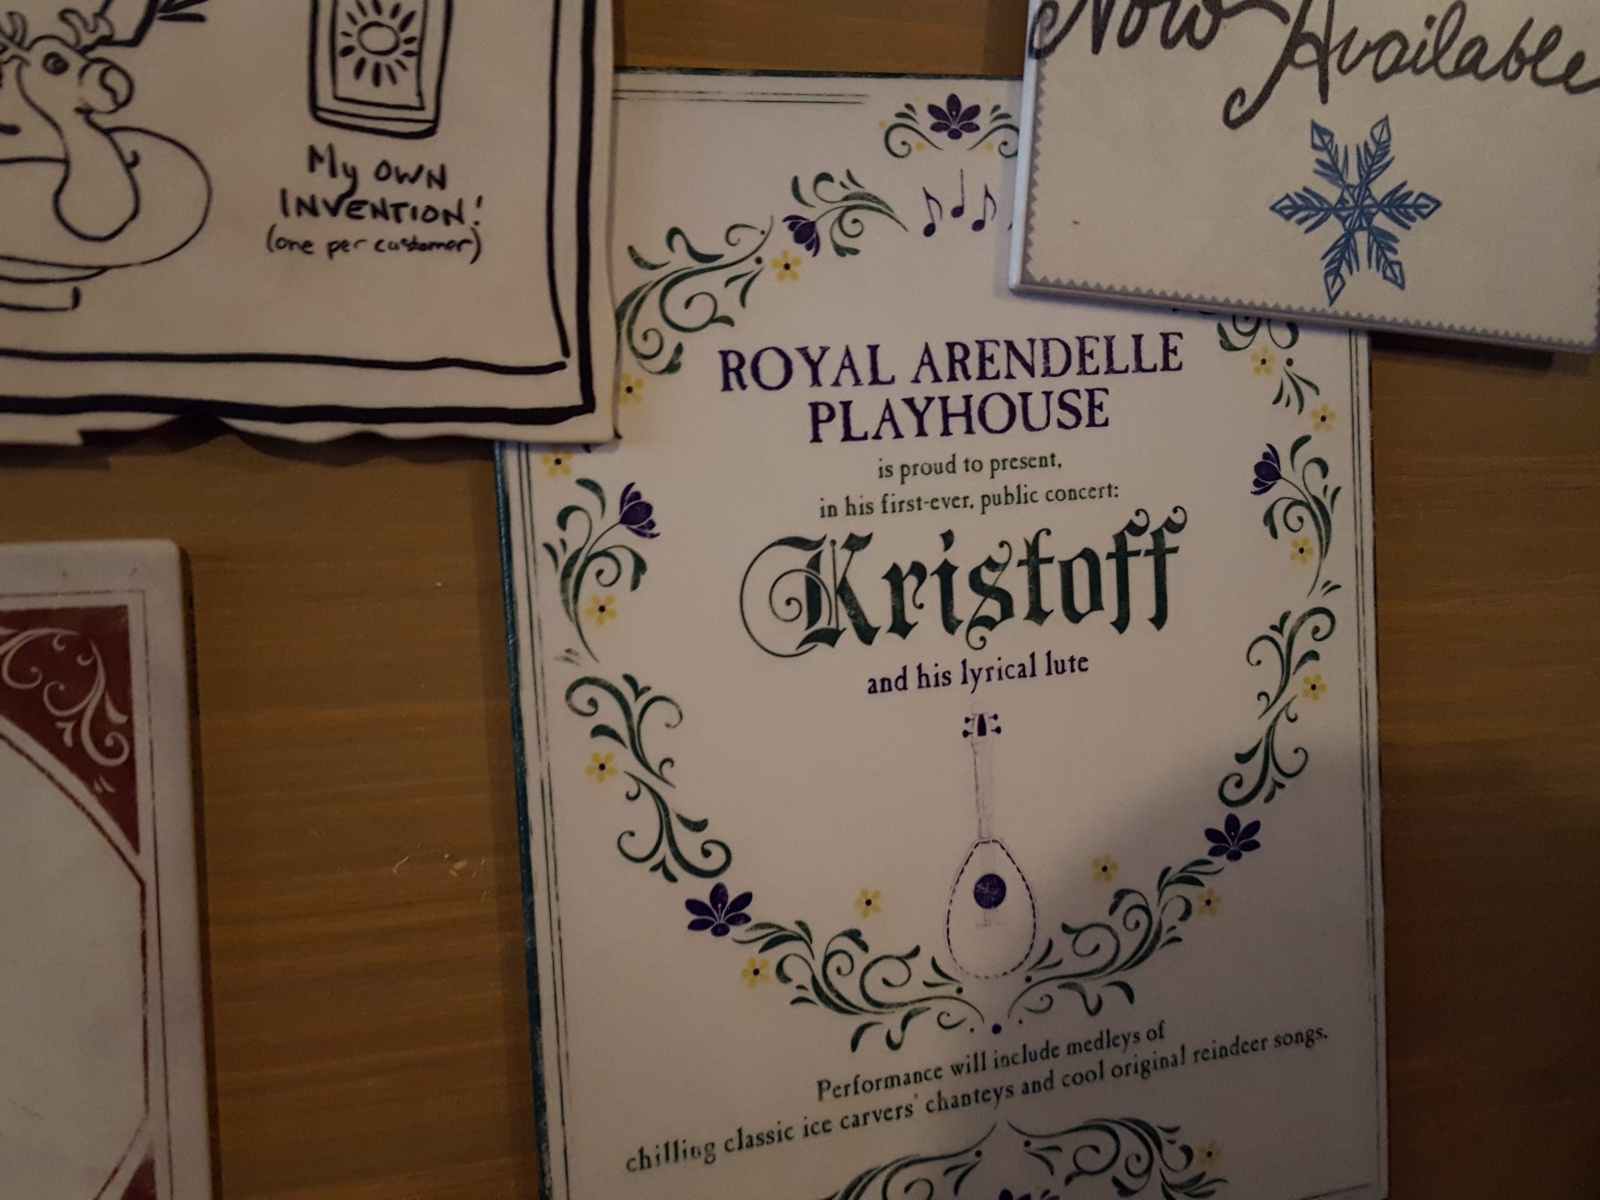 My OWN
INVENTION!
(one per customer)
Now Available
ROYAL ARENDELLE
PLAYHOUSE
is proud to present,
in his first-ever, public concert:
Kristoff
and his lyrical lute
Performance will include medleys of
chilling classic ice carvers' chanteys and cool original reindeer songs.